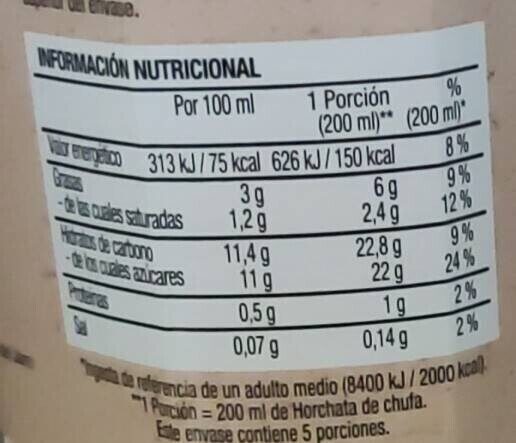 envase.
INFORMACIÓN NUTRICIONAL
Por 100 ml 1 Porción (200 ml)** % (200 ml)*
Valor energético 313 kJ / 75 kcal 626 kJ / 150 kcal 8 %
Grasas 3 g 6 g 9 %
- de las cuales saturadas 1,2 g 2,4 g 12 %
Hidratos de carbono 11,4 g 22,8 g 9 %
- de los cuales azúcares 11 g 22 g 24 %
Proteínas 0,5 g 1 g 2 %
Sal 0,07 g 0,14 g 2 %
*Ingesta de referencia de un adulto medio (8400 kJ / 2000 kcal).
**1 Porción = 200 ml de Horchata de chufa.
Este envase contiene 5 porciones.